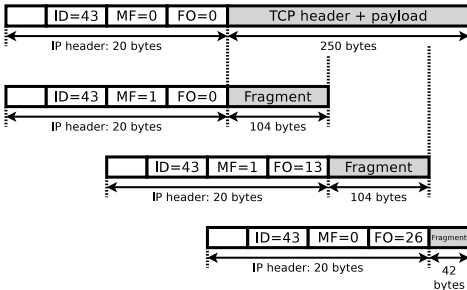 ID=43 MF=0 FO=0 TCP header + payload
IP header: 20 bytes 250 bytes
ID=43 MF=1 FO=0 Fragment
IP header: 20 bytes 104 bytes
ID=43 MF=1 FO=13 Fragment
IP header: 20 bytes 104 bytes
ID=43 MF=0 FO=26 Fragment
IP header: 20 bytes 42
bytes